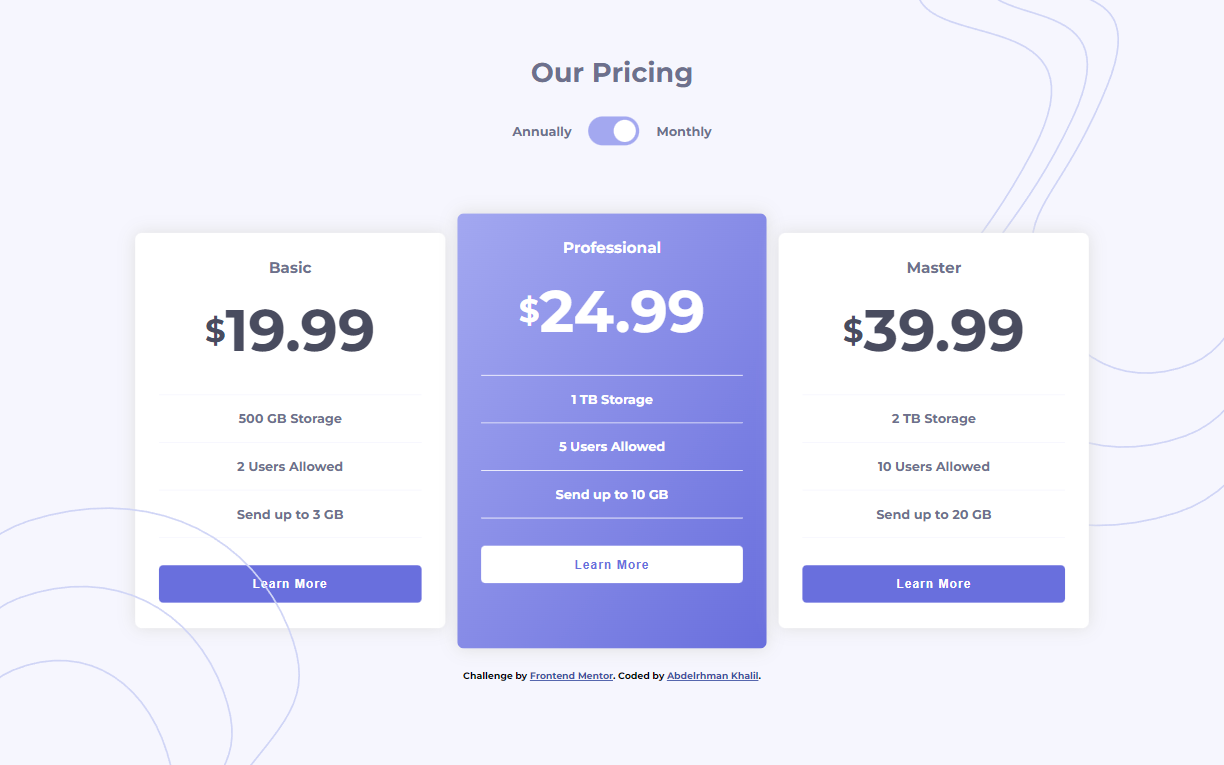 Our Pricing
Annually Monthly
Basic
$19.99
500 GB Storage
2 Users Allowed
Send up to 3 GB
Learn More
Professional
$24.99
1 TB Storage
5 Users Allowed
Send up to 10 GB
Learn More
Master
$39.99
2 TB Storage
10 Users Allowed
Send up to 20 GB
Learn More
Challenge by Frontend Mentor. Coded by Abdelrhman Khalil.